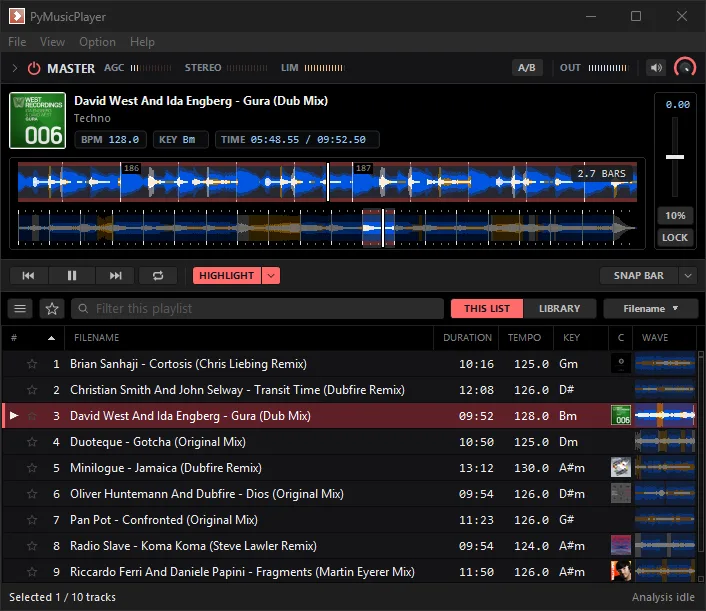 PyMusicPlayer
File View Option Help
MASTER AGC STEREO LIM A/B OUT
WEST
RECORDINGS
006
David West And Ida Engberg - Gura (Dub Mix)
Techno
BPM 128.0 KEY Bm TIME 05:48.55 / 09:52.50
0.00
186 187 2.7 BARS
10%
LOCK
HIGHLIGHT SNAP BAR
Filter this playlist THIS LIST LIBRARY Filename
# FILENAME DURATION TEMPO KEY C WAVE
1 Brian Sanhaji - Cortosis (Chris Liebing Remix) 10:16 125.0 Gm
2 Christian Smith And John Selway - Transit Time (Dubfire Remix) 12:08 126.0 D#
3 David West And Ida Engberg - Gura (Dub Mix) 09:52 128.0 Bm 006
4 Duoteque - Gotcha (Original Mix) 10:50 125.0 Dm
5 Minilogue - Jamaica (Dubfire Remix) 13:12 130.0 A#m
6 Oliver Huntemann And Dubfire - Dios (Original Mix) 09:54 126.0 D#m
7 Pan Pot - Confronted (Original Mix) 11:23 126.0 G#
8 Radio Slave - Koma Koma (Steve Lawler Remix) 09:54 124.0 A#m
9 Riccardo Ferri And Daniele Papini - Fragments (Martin Eyerer Mix) 11:50 126.0 A#m
Selected 1 / 10 tracks Analysis idle